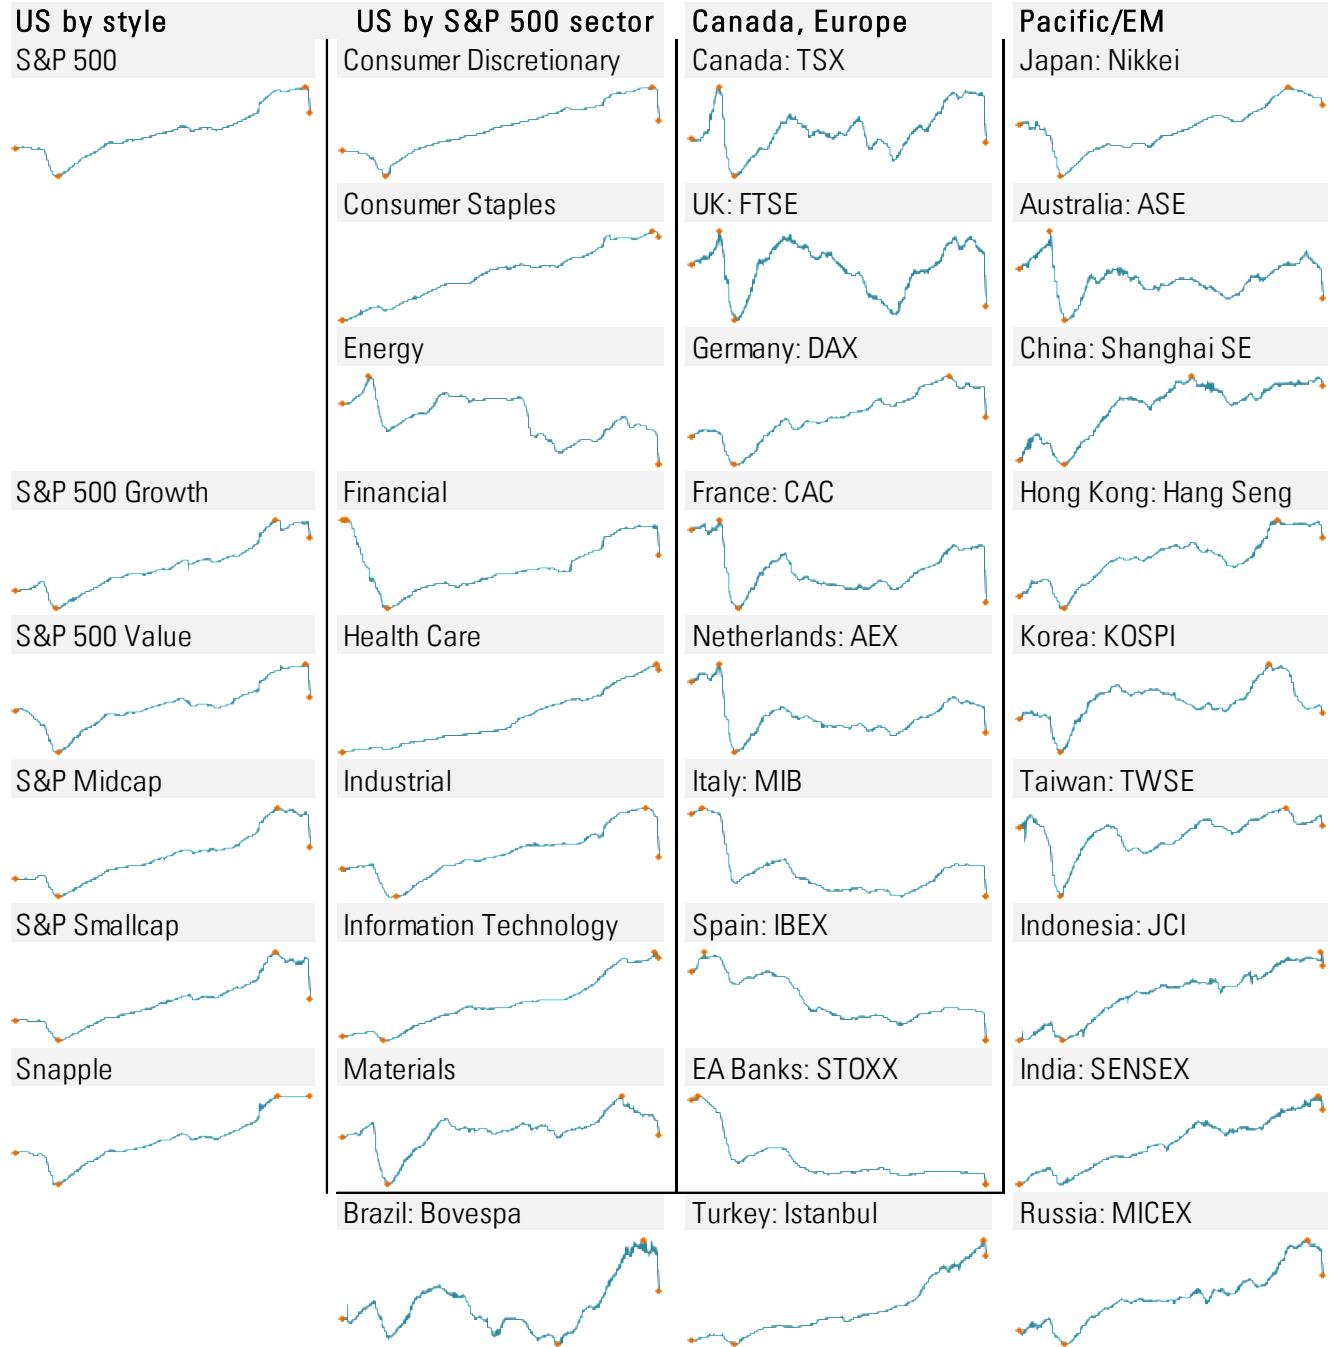 US by style
US by S&P 500 sector
Canada, Europe
Pacific/EM
S&P 500
Consumer Discretionary
Canada: TSX
Japan: Nikkei
Consumer Staples
UK: FTSE
Australia: ASE
Energy
Germany: DAX
China: Shanghai SE
S&P 500 Growth
Financial
France: CAC
Hong Kong: Hang Seng
S&P 500 Value
Health Care
Netherlands: AEX
Korea: KOSPI
S&P Midcap
Industrial
Italy: MIB
Taiwan: TWSE
S&P Smallcap
Information Technology
Spain: IBEX
Indonesia: JCI
Snapple
Materials
EA Banks: STOXX
India: SENSEX
Brazil: Bovespa
Turkey: Istanbul
Russia: MICEX